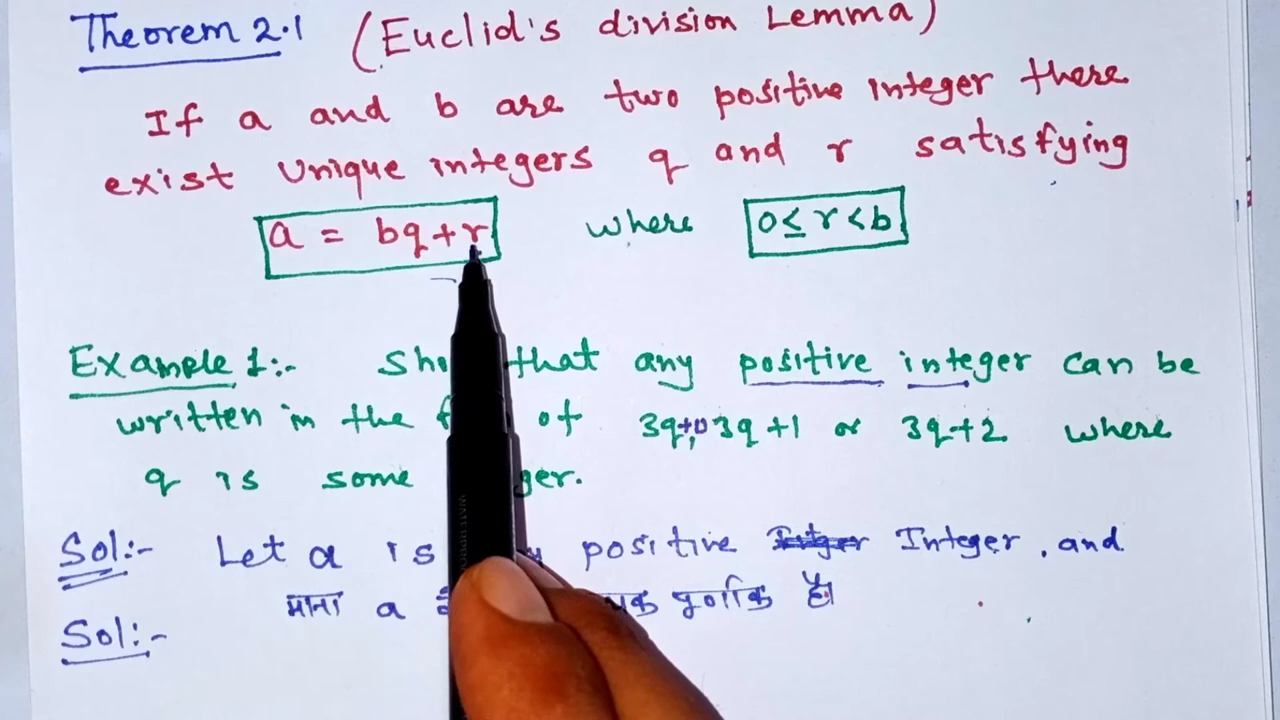 Theorem 2.1 (Euclid's division Lemma)
If a and b are two positive integer there
exist unique integers q and r satisfying
a = bq+r where 0≤r<b
Example 1:- that any positive integer can be
written in the of 3q+0, 3q+1 or 3q+2 where
q is some
Sol:- Let a is positive Integer, and
माना a पूर्णांक है।
Sol:-